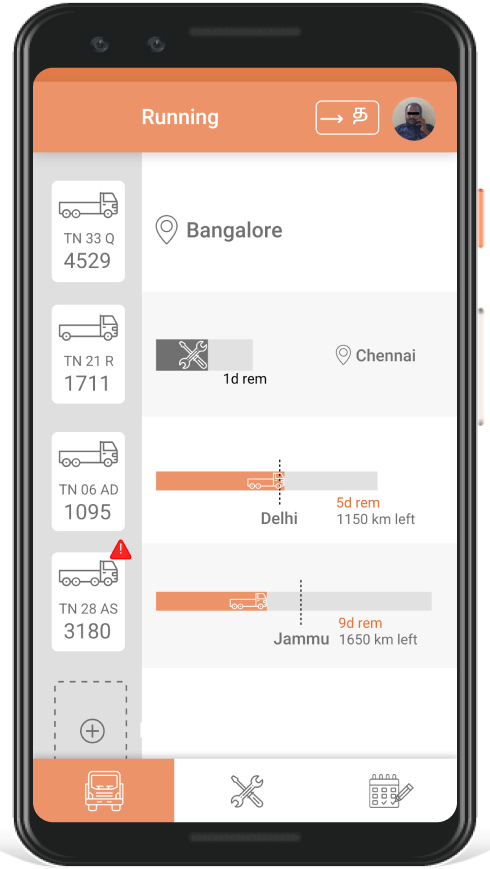 Running
→ த
TN 33 Q
4529
Bangalore
TN 21 R
1711
1d rem
Chennai
TN 06 AD
1095
Delhi
5d rem
1150 km left
!
TN 28 AS
3180
Jammu
9d rem
1650 km left